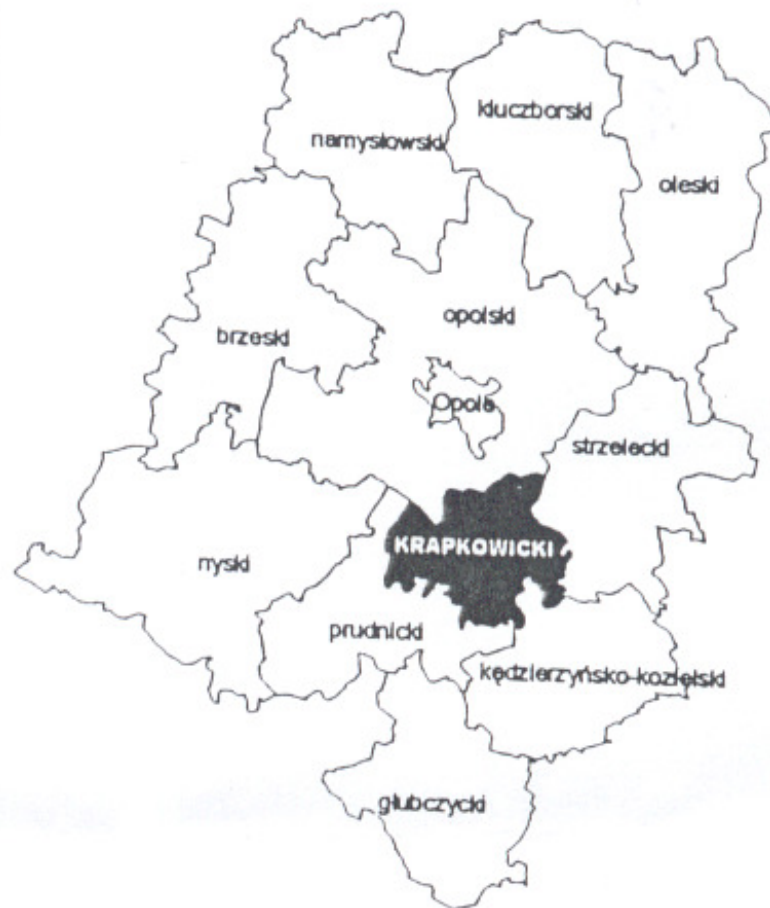 kluczborski
namysłowski
oleski
opolski
brzeski
Opole
strzelecki
KRAPKOWICKI
nyski
prudnicki
kędzierzyńsko-kozielski
głubczycki